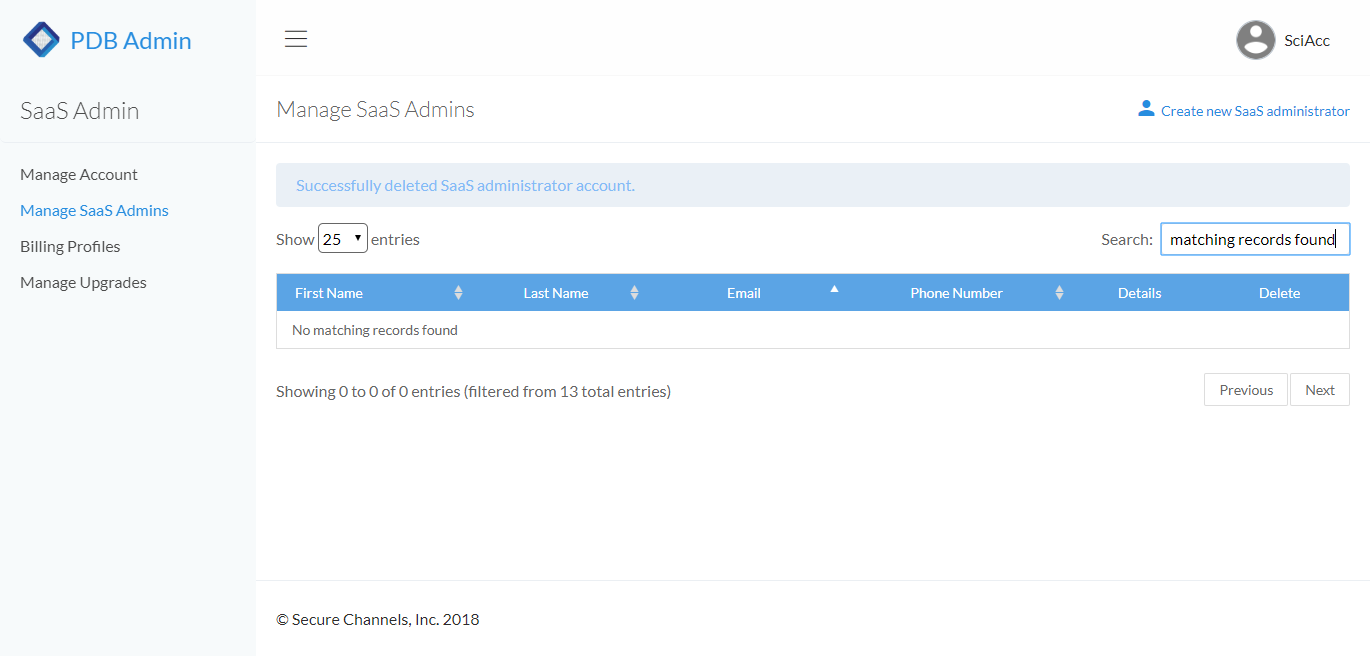 PDB Admin
SciAcc
SaaS Admin
Manage SaaS Admins
Create new SaaS administrator
Manage Account
Manage SaaS Admins
Billing Profiles
Manage Upgrades
Successfully deleted SaaS administrator account.
Show 25 entries
Search: matching records found
First Name Last Name Email Phone Number Details Delete
No matching records found
Showing 0 to 0 of 0 entries (filtered from 13 total entries)
Previous Next
© Secure Channels, Inc. 2018